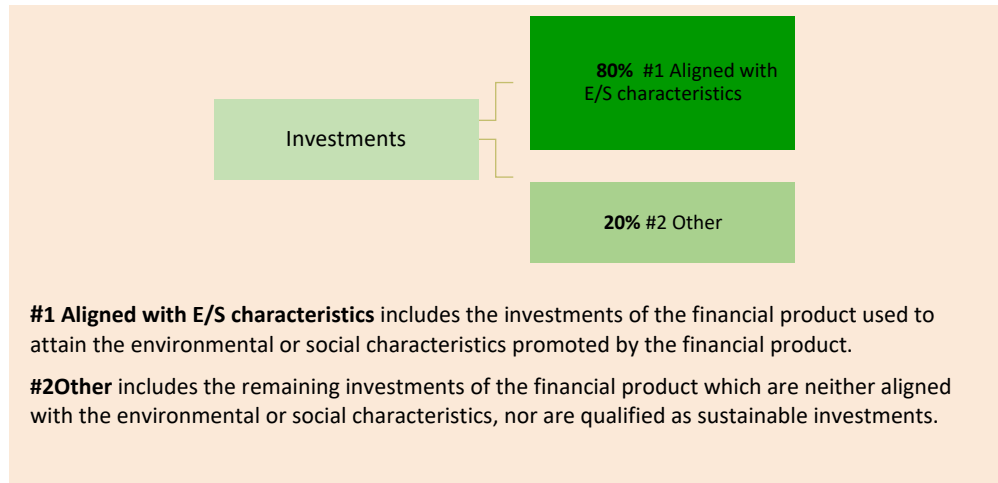 80% #1 Aligned with
E/S characteristics
Investments
20% #2 Other
#1 Aligned with E/S characteristics includes the investments of the financial product used to
attain the environmental or social characteristics promoted by the financial product.
#2Other includes the remaining investments of the financial product which are neither aligned
with the environmental or social characteristics, nor are qualified as sustainable investments.